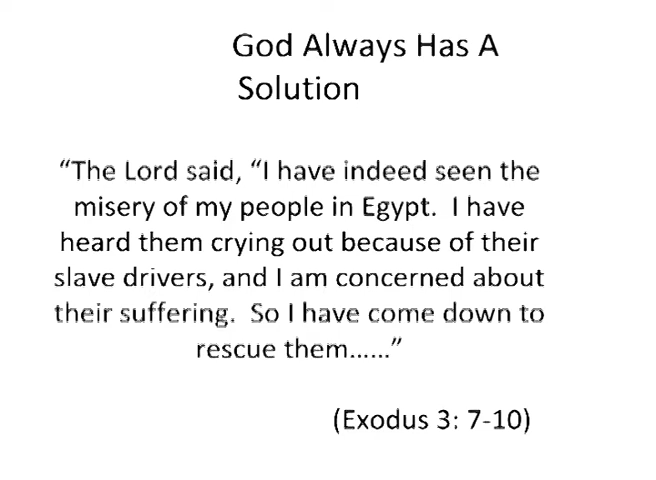 God Always Has A
Solution
“The Lord said, “I have indeed seen the
misery of my people in Egypt.  I have
heard them crying out because of their
slave drivers, and I am concerned about
their suffering.  So I have come down to
rescue them……”
(Exodus 3: 7-10)